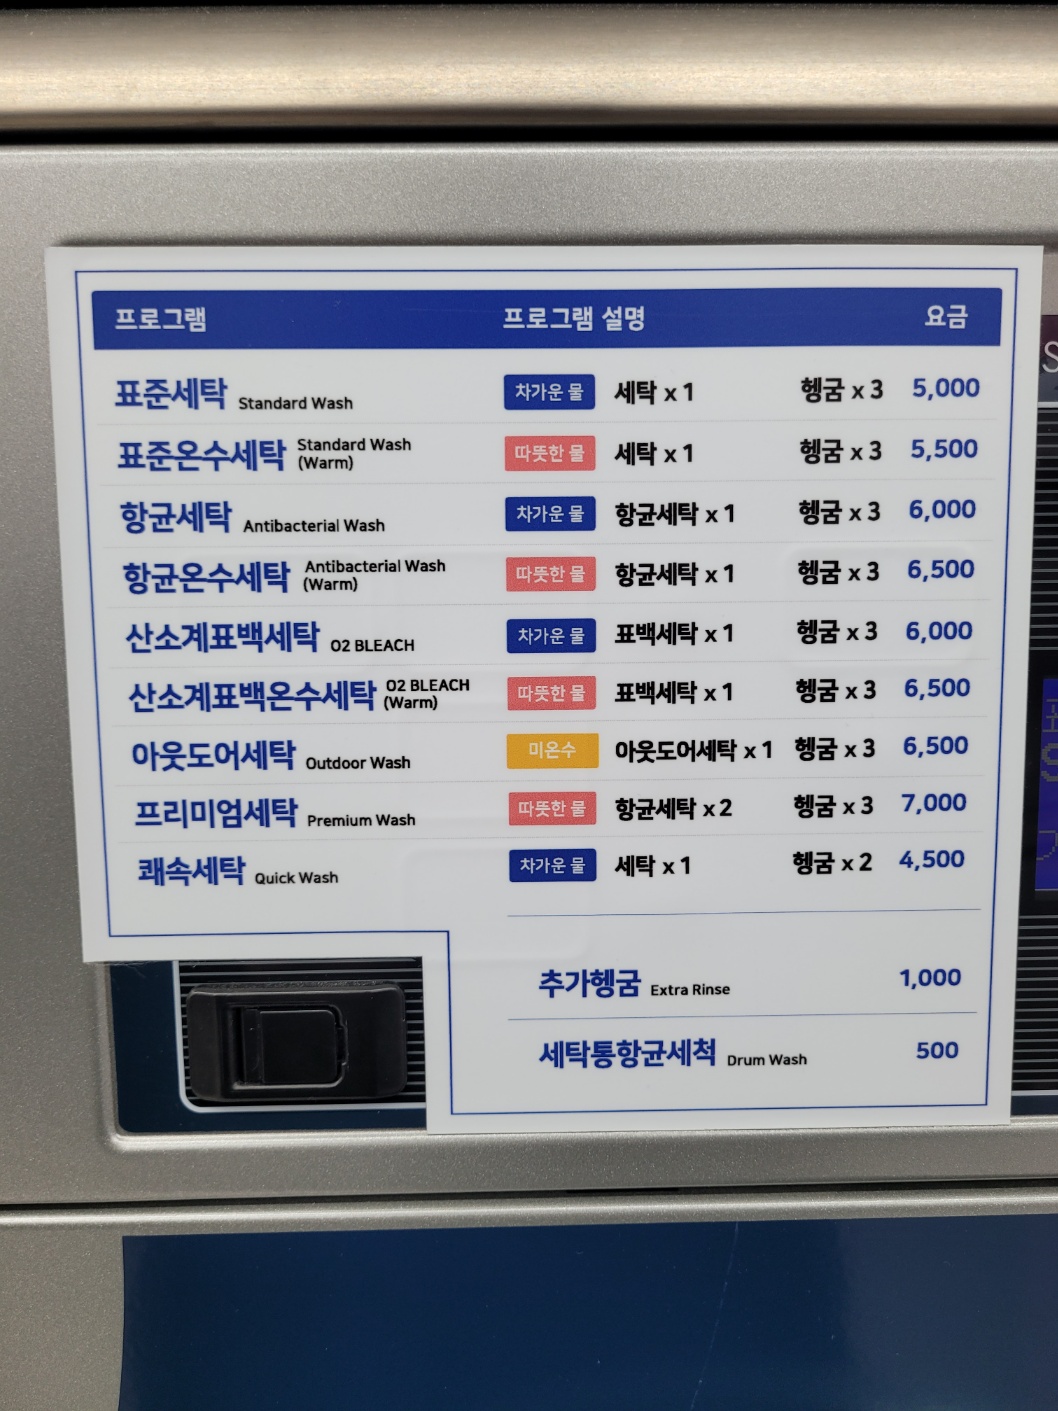 프로그램 프로그램 설명 요금
표준세탁 Standard Wash 차가운 물 세탁 x 1 헹굼 x 3 5,000
표준온수세탁 Standard Wash (Warm) 따뜻한 물 세탁 x 1 헹굼 x 3 5,500
항균세탁 Antibacterial Wash 차가운 물 항균세탁 x 1 헹굼 x 3 6,000
항균온수세탁 Antibacterial Wash (Warm) 따뜻한 물 항균세탁 x 1 헹굼 x 3 6,500
산소계표백세탁 O2 BLEACH 차가운 물 표백세탁 x 1 헹굼 x 3 6,000
산소계표백온수세탁 O2 BLEACH (Warm) 따뜻한 물 표백세탁 x 1 헹굼 x 3 6,500
아웃도어세탁 Outdoor Wash 미온수 아웃도어세탁 x 1 헹굼 x 3 6,500
프리미엄세탁 Premium Wash 따뜻한 물 항균세탁 x 2 헹굼 x 3 7,000
쾌속세탁 Quick Wash 차가운 물 세탁 x 1 헹굼 x 2 4,500
추가헹굼 Extra Rinse 1,000
세탁통항균세척 Drum Wash 500